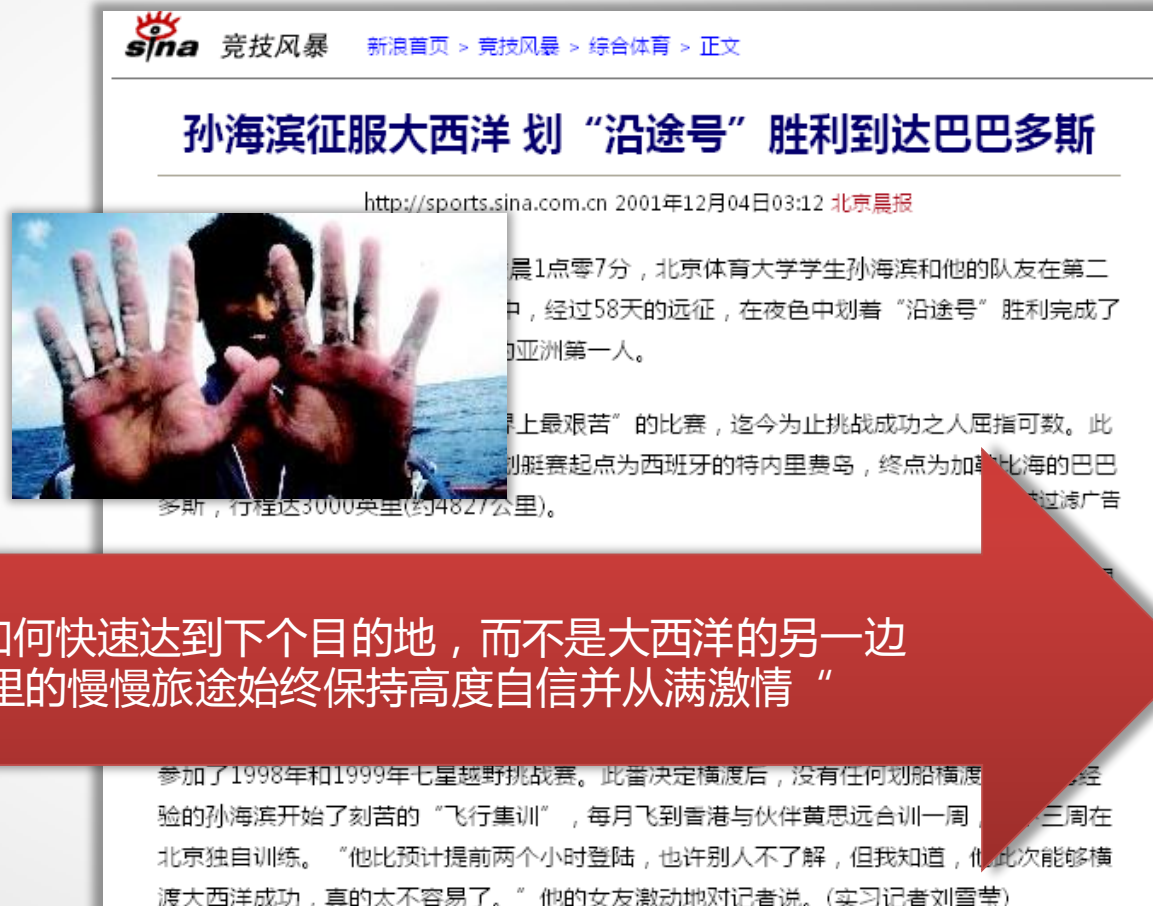 sina 竞技风暴 新浪首页 > 竞技风暴 > 综合体育 > 正文
孙海滨征服大西洋 划“沿途号”胜利到达巴巴多斯
http://sports.sina.com.cn 2001年12月04日03:12 北京晨报
晨1点零7分，北京体育大学学生孙海滨和他的队友在第二
中，经过58天的远征，在夜色中划着“沿途号”胜利完成了
亚洲第一人。
上最艰苦”的比赛，迄今为止挑战成功之人屈指可数。此
划艇赛起点为西班牙的特内里费岛，终点为加勒比海的巴巴
多斯，行程达3000英里(约4827公里)。
过滤广告
如何快速达到下个目的地，而不是大西洋的另一边
里的慢慢旅途始终保持高度自信并从满激情“
参加了1998年和1999年七星越野挑战赛。此番决定横渡后，没有任何划船横渡 经
验的孙海滨开始了刻苦的“飞行集训”，每月飞到香港与伙伴黄思远合训一周， 三周在
北京独自训练。“他比预计提前两个小时登陆，也许别人不了解，但我知道，他此次能够横
渡大西洋成功，真的太不容易了。”他的女友激动地对记者说。(实习记者刘雪莹)